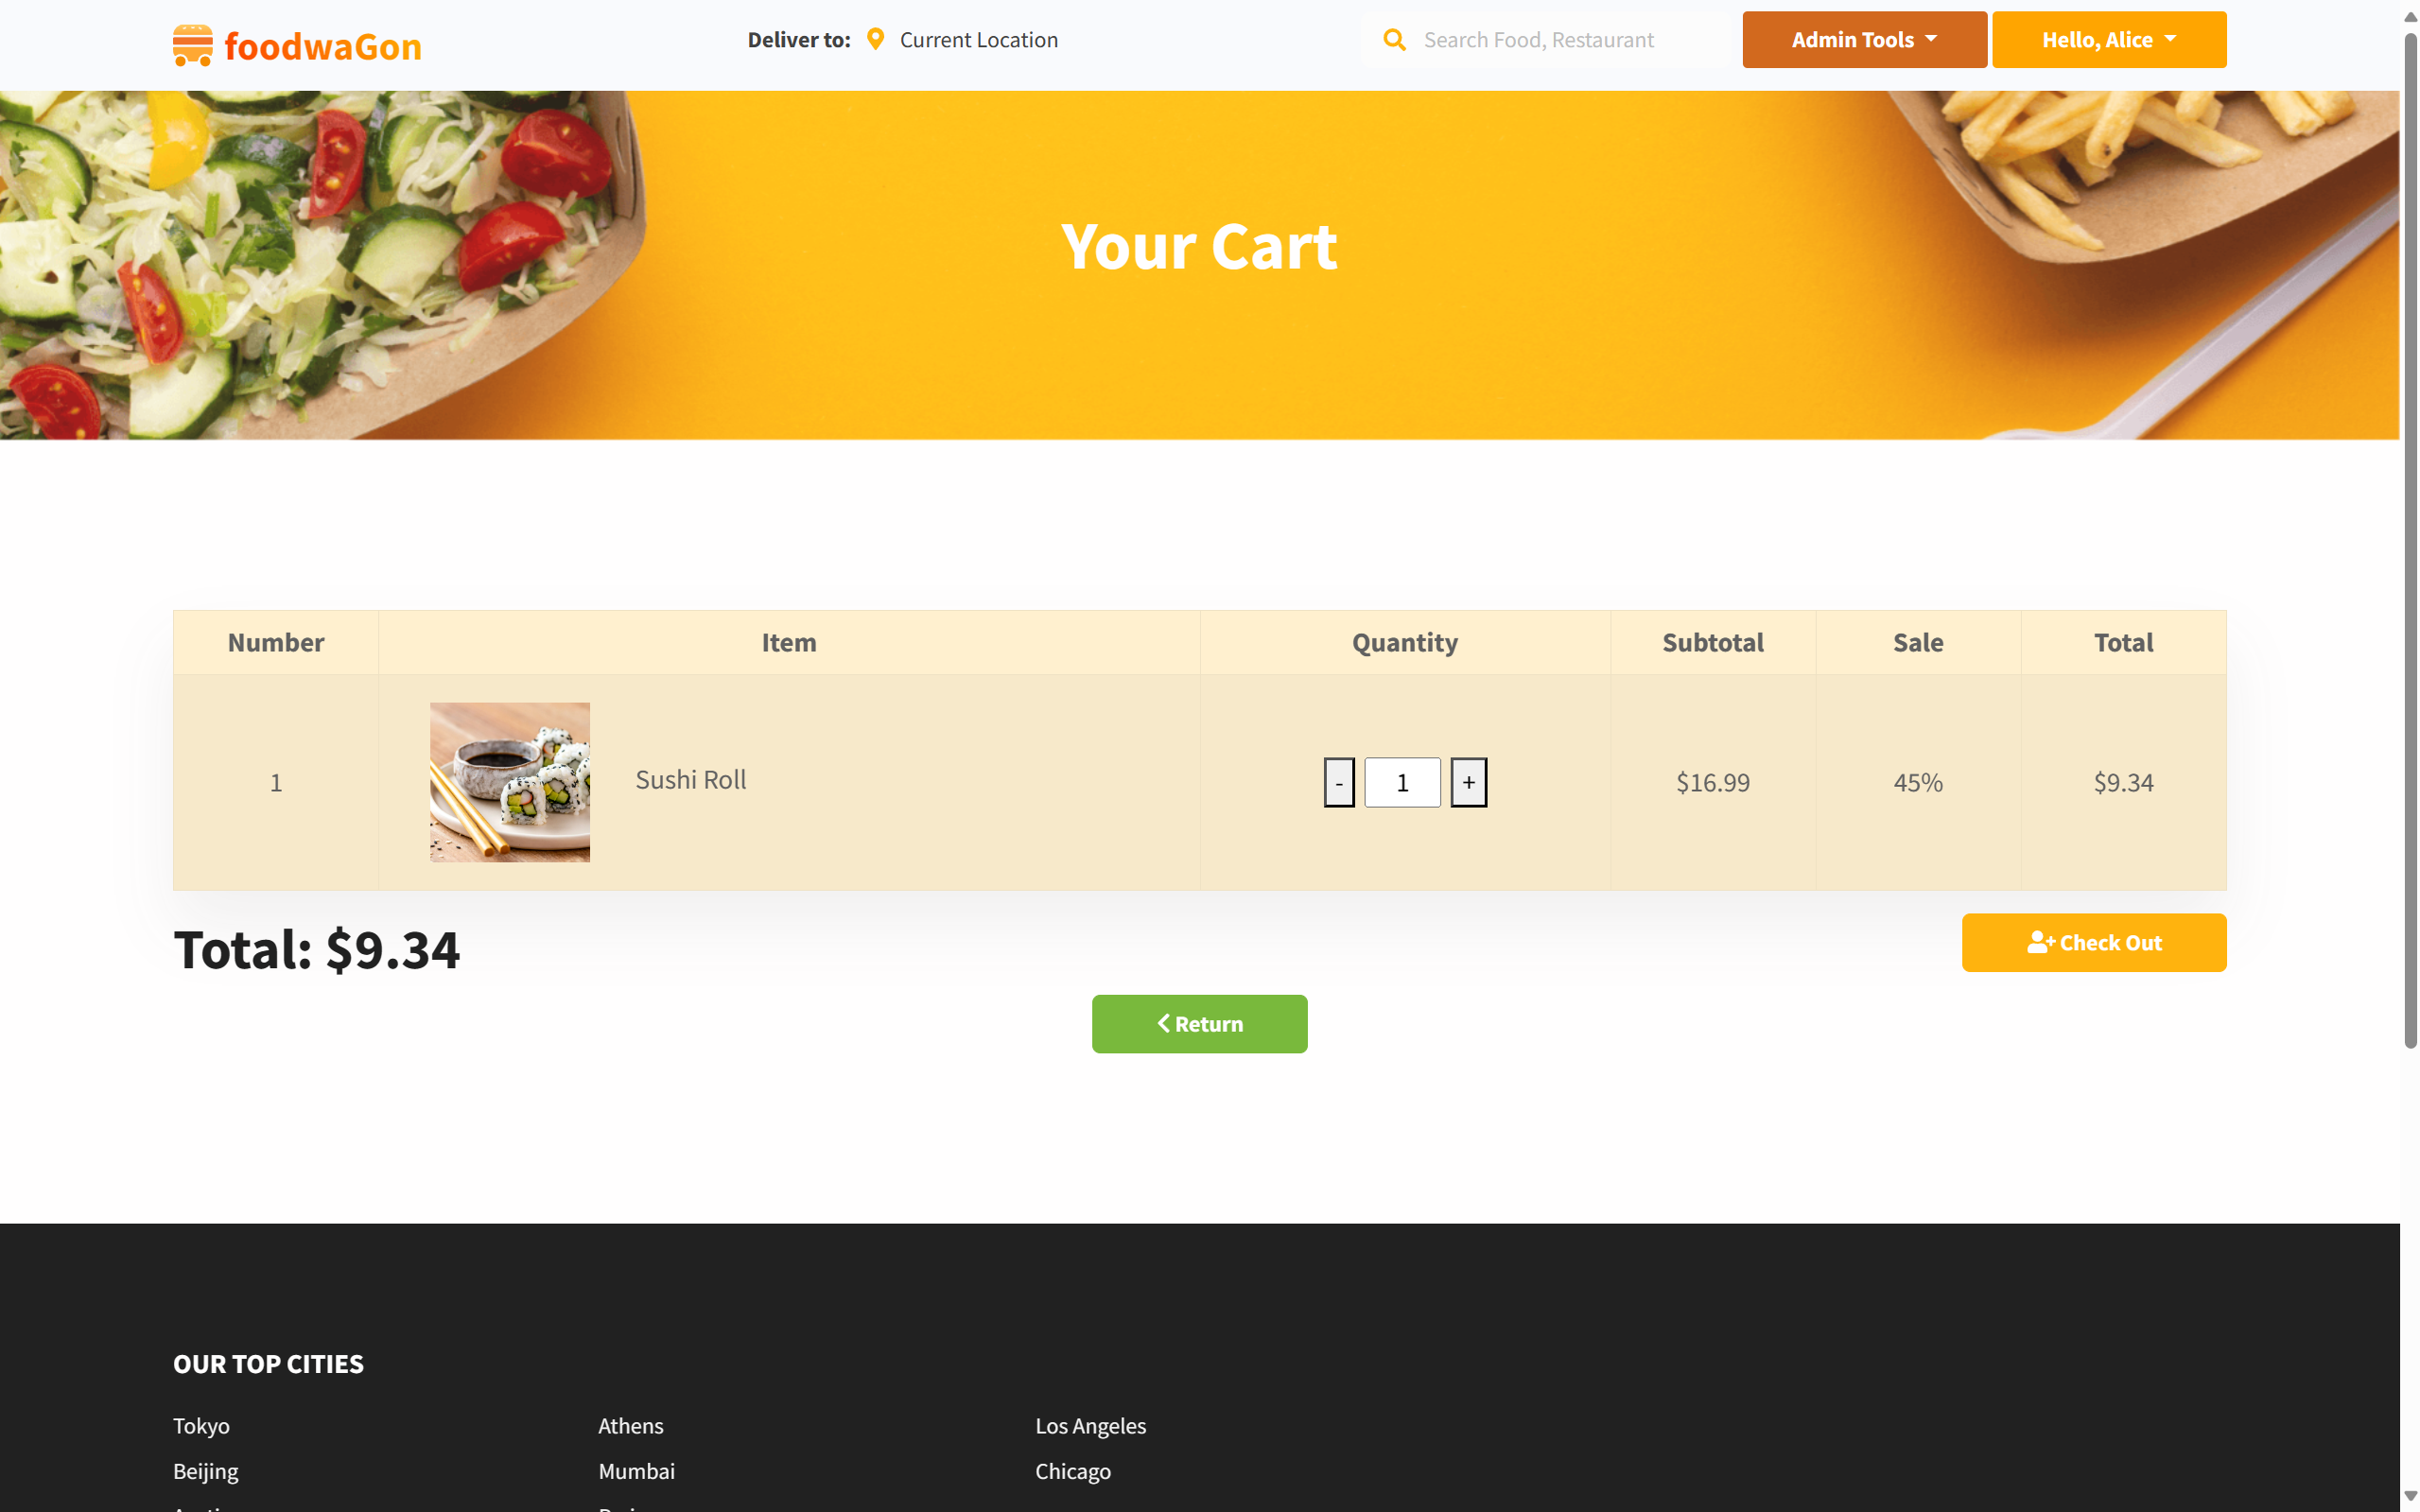 foodwaGon
Deliver to: Current Location
Search Food, Restaurant
Admin Tools
Hello, Alice
Your Cart
Number Item Quantity Subtotal Sale Total
1 Sushi Roll - 1 + $16.99 45% $9.34
Total: $9.34
Check Out
Return
OUR TOP CITIES
Tokyo Athens Los Angeles
Beijing Mumbai Chicago